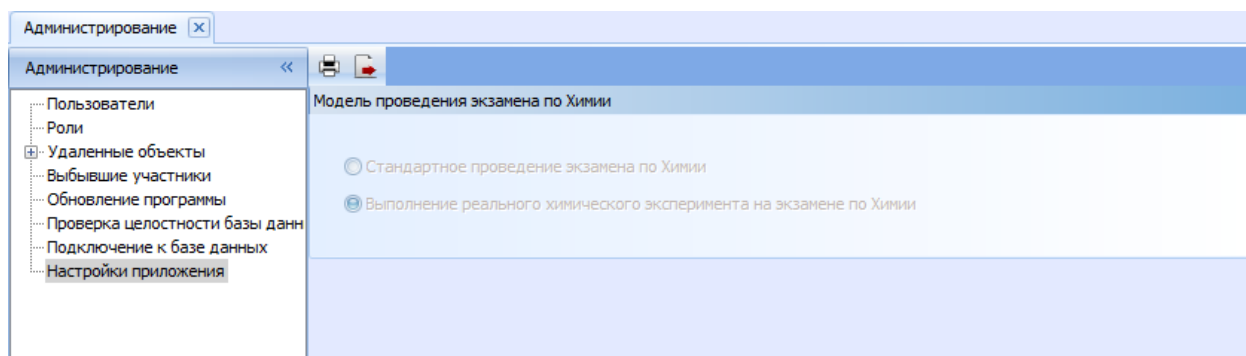 Администрирование
Администрирование
Пользователи
Роли
Удаленные объекты
Выбывшие участники
Обновление программы
Проверка целостности базы данн
Подключение к базе данных
Настройки приложения
Модель проведения экзамена по Химии
Стандартное проведение экзамена по Химии
Выполнение реального химического эксперимента на экзамене по Химии